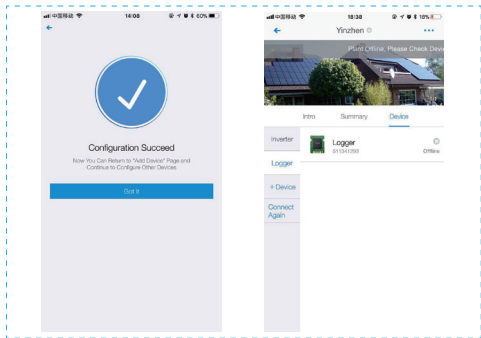 中国移动
14:08
60%
Configuration Succeed
Now You Can Return to "Add Device" Page and
Continue to Configure Other Devices
Got it
中国移动
18:38
18%
Yinzhen
Plant Offline, Please Check Devi
Intro
Summary
Device
Inverter
Logger
+ Device
Connect
Again
Logger
Offline